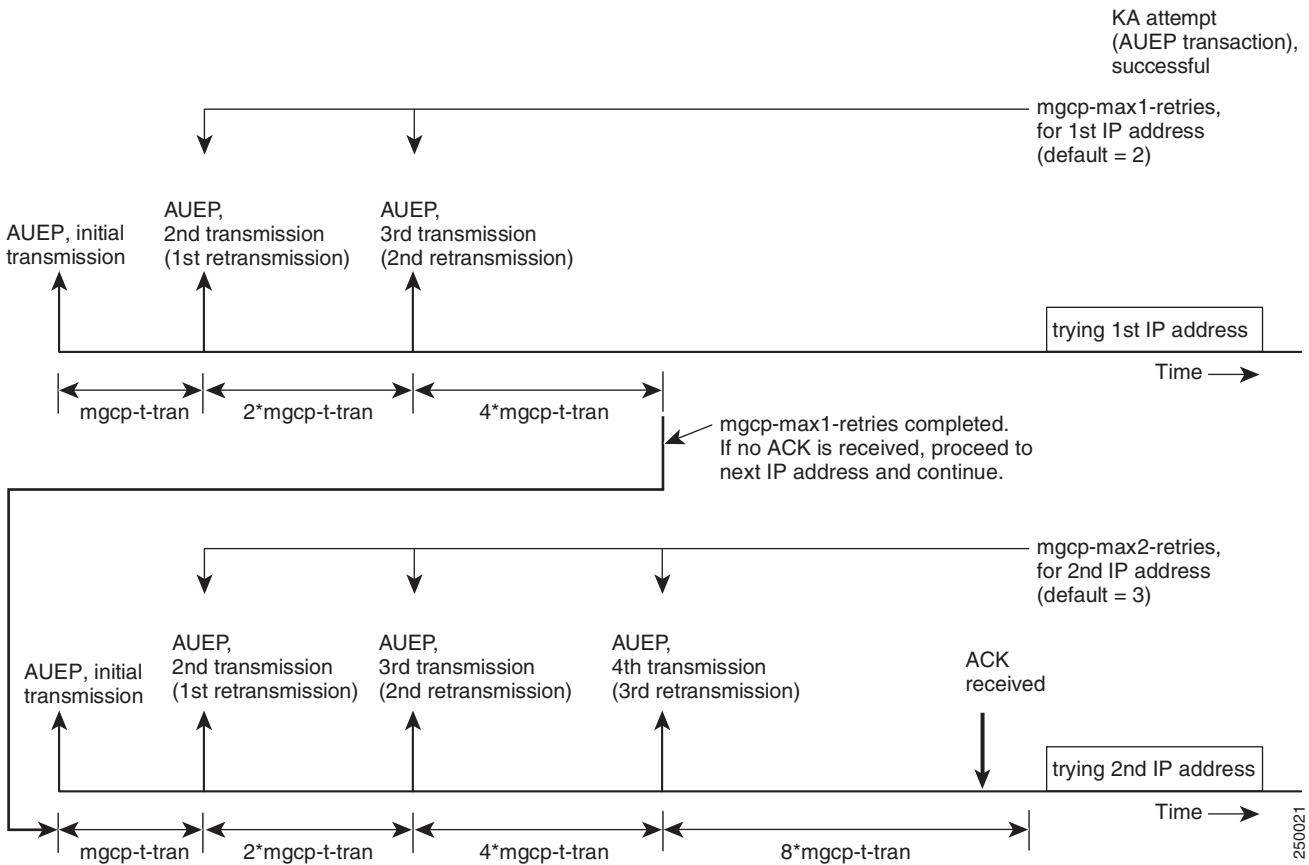 KA attempt
(AUEP transaction),
successful
mgcp-max1-retries,
for 1st IP address
(default = 2)
AUEP, initial
transmission
AUEP,
2nd transmission
(1st retransmission)
AUEP,
3rd transmission
(2nd retransmission)
trying 1st IP address
Time
mgcp-t-tran
2*mgcp-t-tran
4*mgcp-t-tran
mgcp-max1-retries completed.
If no ACK is received, proceed to
next IP address and continue.
mgcp-max2-retries,
for 2nd IP address
(default = 3)
AUEP, initial
transmission
AUEP,
2nd transmission
(1st retransmission)
AUEP,
3rd transmission
(2nd retransmission)
AUEP,
4th transmission
(3rd retransmission)
ACK
received
trying 2nd IP address
Time
mgcp-t-tran
2*mgcp-t-tran
4*mgcp-t-tran
8*mgcp-t-tran
250021